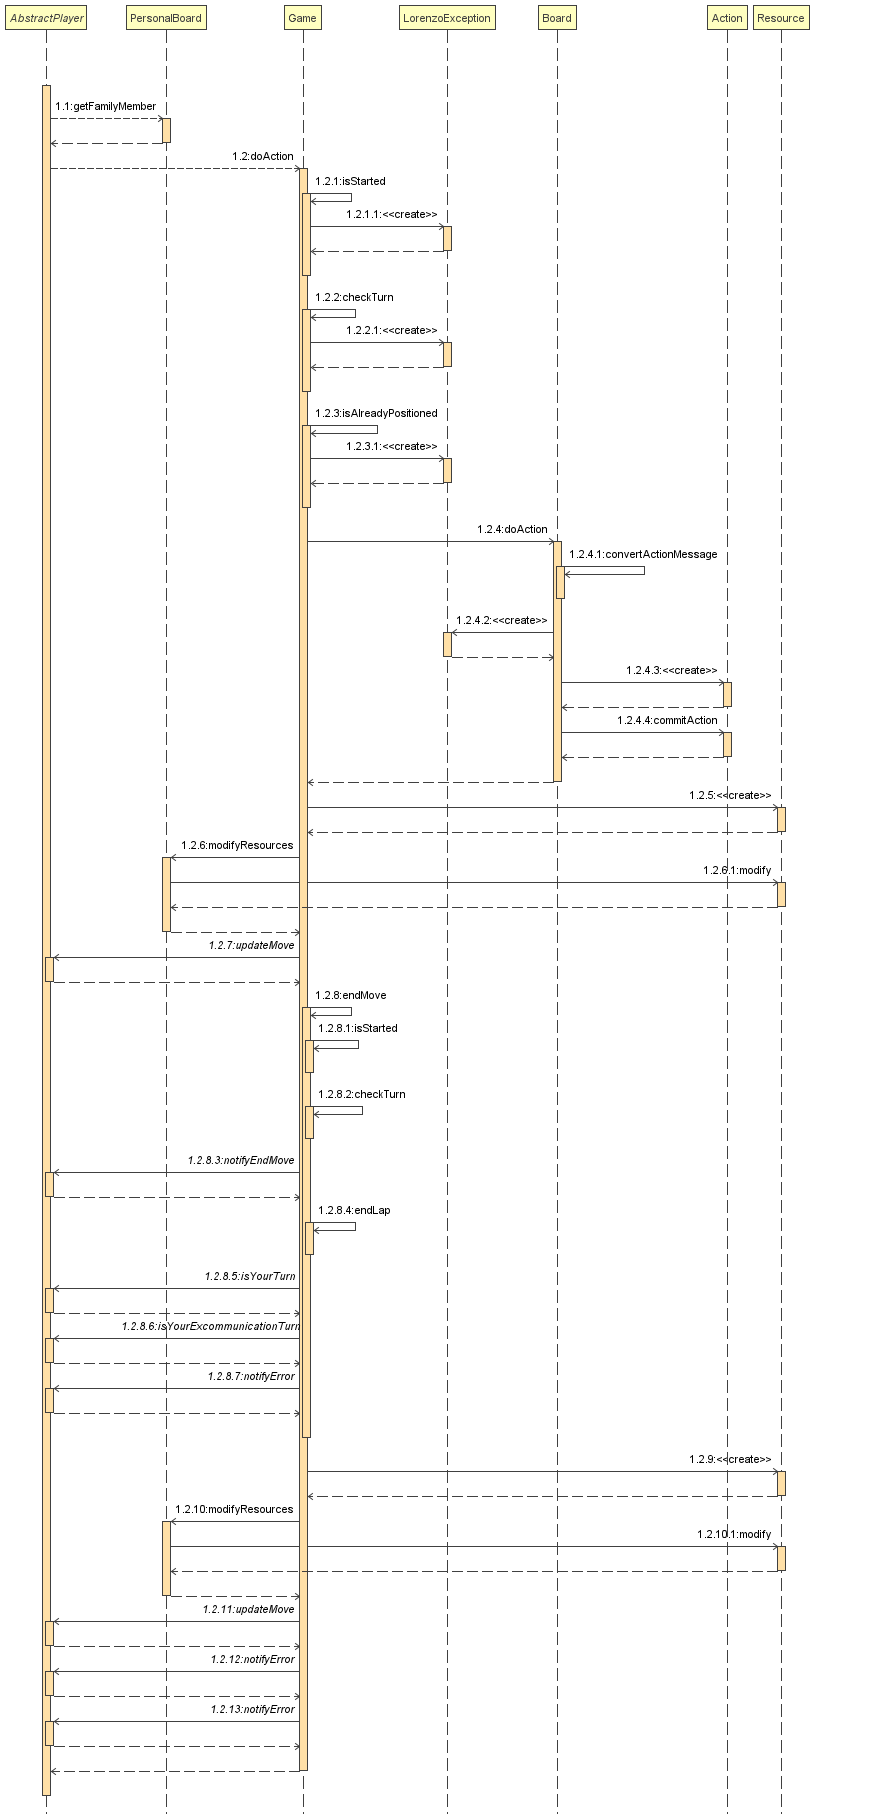 AbstractPlayer
PersonalBoard
Game
LorenzoException
Board
Action
Resource
1.1:getFamilyMember
1.2:doAction
1.2.1:isStarted
1.2.1.1:<<create>>
1.2.2:checkTurn
1.2.2.1:<<create>>
1.2.3:isAlreadyPositioned
1.2.3.1:<<create>>
1.2.4:doAction
1.2.4.1:convertActionMessage
1.2.4.2:<<create>>
1.2.4.3:<<create>>
1.2.4.4:commitAction
1.2.5:<<create>>
1.2.6:modifyResources
1.2.6.1:modify
1.2.7:updateMove
1.2.8:endMove
1.2.8.1:isStarted
1.2.8.2:checkTurn
1.2.8.3:notifyEndMove
1.2.8.4:endLap
1.2.8.5:isYourTurn
1.2.8.6:isYourExcommunicationTurn
1.2.8.7:notifyError
1.2.9:<<create>>
1.2.10:modifyResources
1.2.10.1:modify
1.2.11:updateMove
1.2.12:notifyError
1.2.13:notifyError